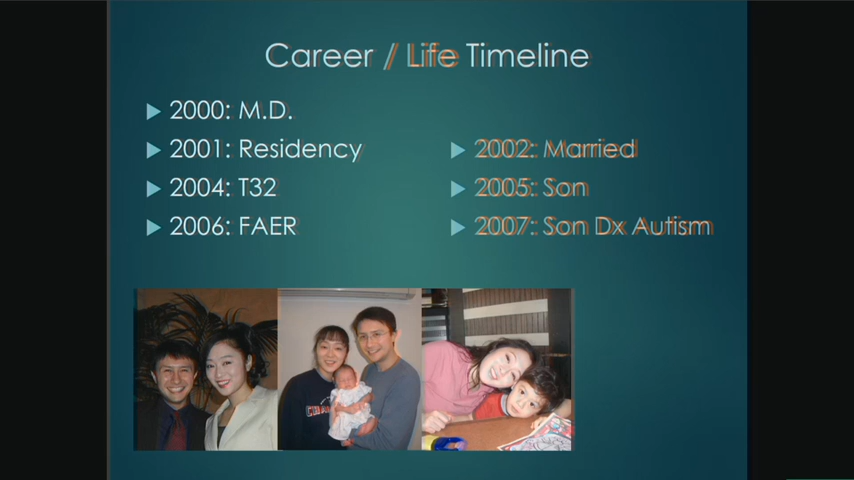 Career / Life Timeline
2000: M.D.
2001: Residency
2004: T32
2006: FAER
2002: Married
2005: Son
2007: Son Dx Autism